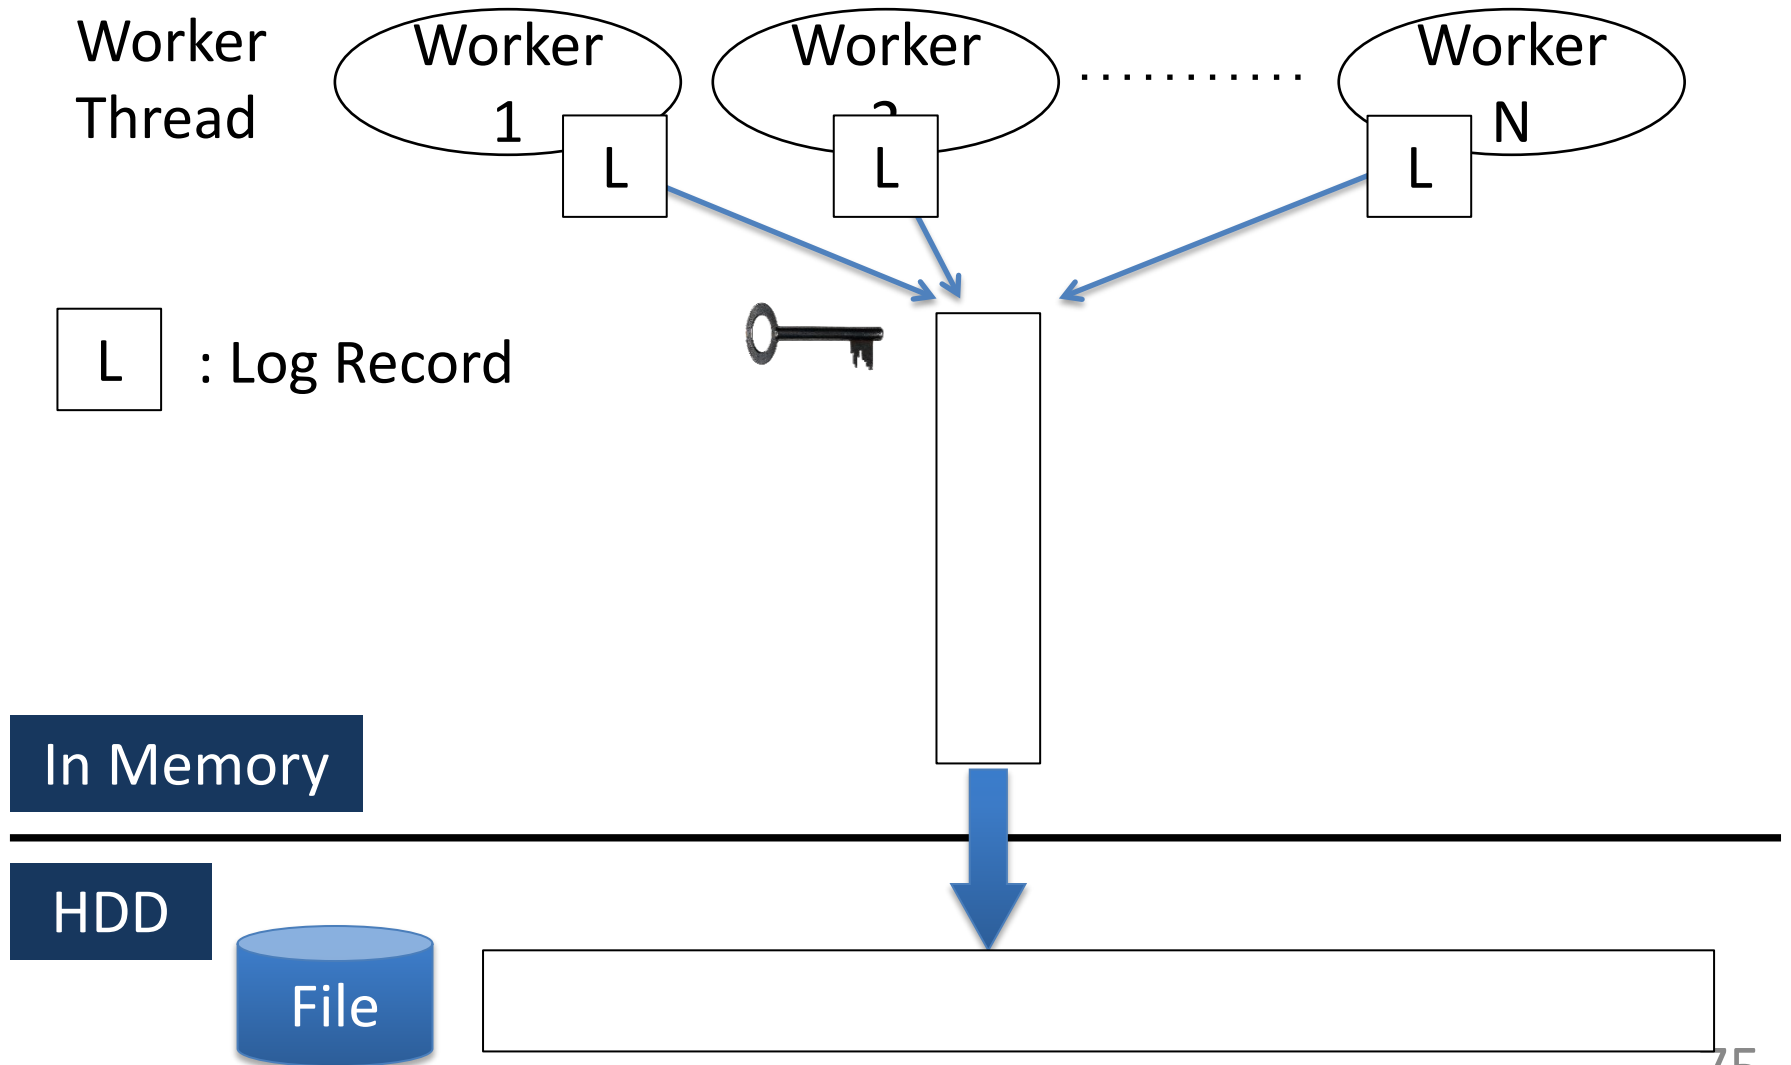 Worker
Thread
Worker
1
Worker
Worker
N
...........
L
L
L
L
: Log Record
In Memory
HDD
File